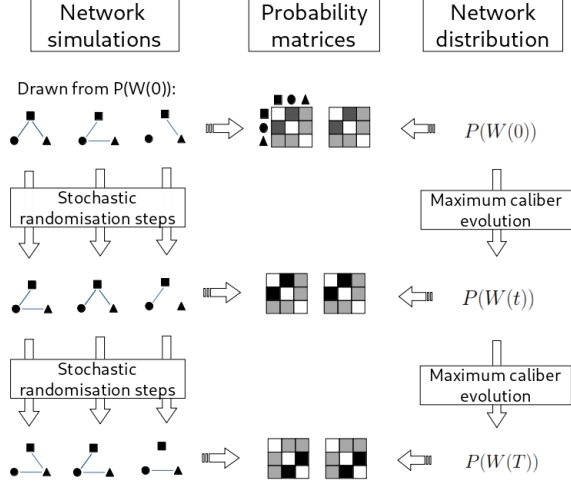 Network
simulations
Probability
matrices
Network
distribution
Drawn from P(W(0)):
P(W(0))
Stochastic
randomisation steps
Maximum caliber
evolution
P(W(t))
Stochastic
randomisation steps
Maximum caliber
evolution
P(W(T))